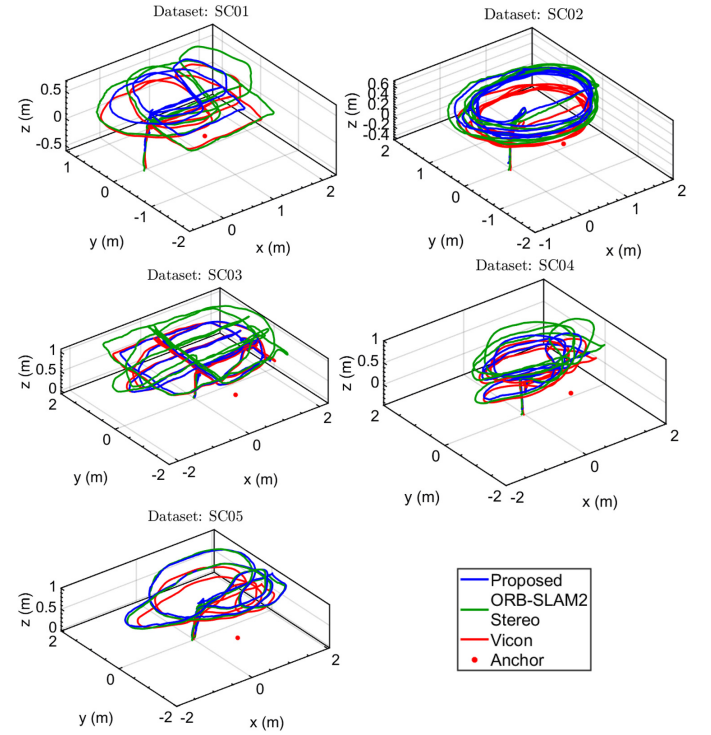 Dataset: SC01
0.5
0
-0.5
z (m)
1
0
-1
-2
y (m)
0
1
2
x (m)
Dataset: SC02
0.6
0.4
0.2
0
-0.2
-0.4
z (m)
2
1
0
-1
-2
y (m)
-1
0
1
2
x (m)
Dataset: SC03
1
0.5
0
z (m)
2
0
-2
y (m)
-2
0
2
x (m)
Dataset: SC04
1
0.5
0
z (m)
2
0
-2
y (m)
-2
0
2
x (m)
Dataset: SC05
1
0.5
0
z (m)
2
0
-2
y (m)
-2
0
2
x (m)
Proposed
ORB-SLAM2
Stereo
Vicon
Anchor